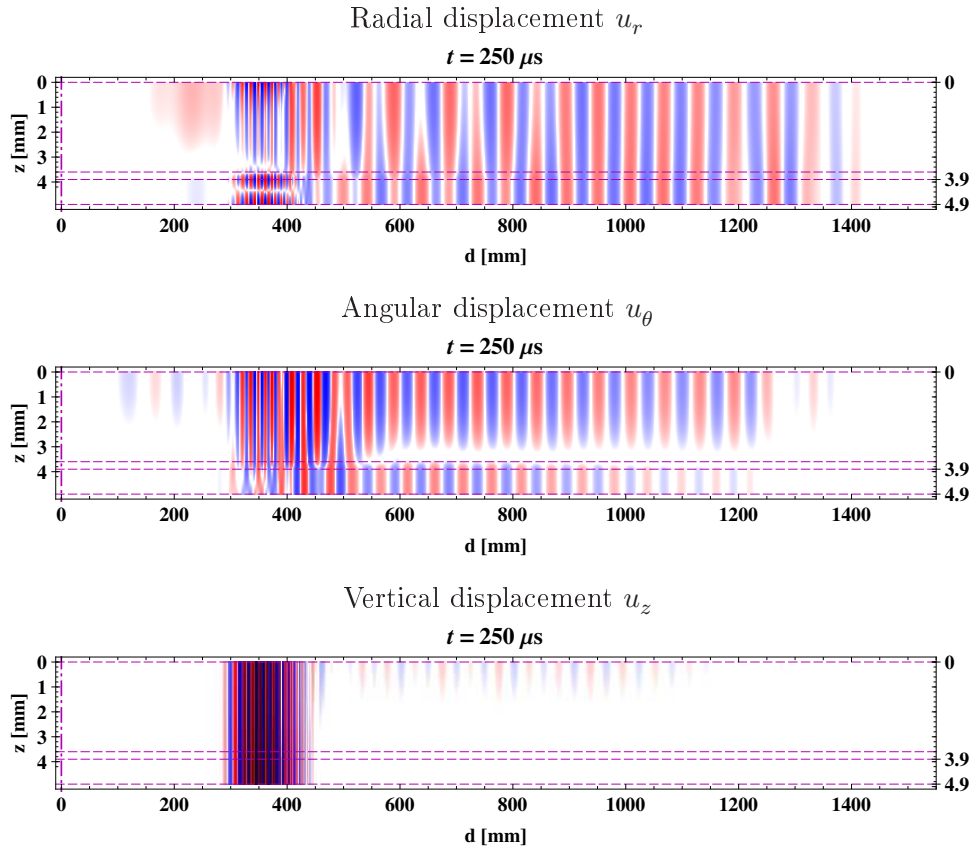 Radial displacement u_r
t = 250 μs
0
0
1
2
z [mm]
3
4
3.9
4.9
0 200 400 600 800 1000 1200 1400
d [mm]
Angular displacement u_θ
t = 250 μs
0
0
1
2
z [mm]
3
4
3.9
4.9
0 200 400 600 800 1000 1200 1400
d [mm]
Vertical displacement u_z
t = 250 μs
0
0
1
2
z [mm]
3
4
3.9
4.9
0 200 400 600 800 1000 1200 1400
d [mm]